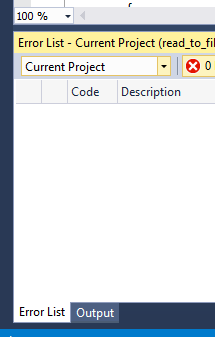 100 %
Error List - Current Project (read_to_fil
Current Project
0
Code Description
Error List Output